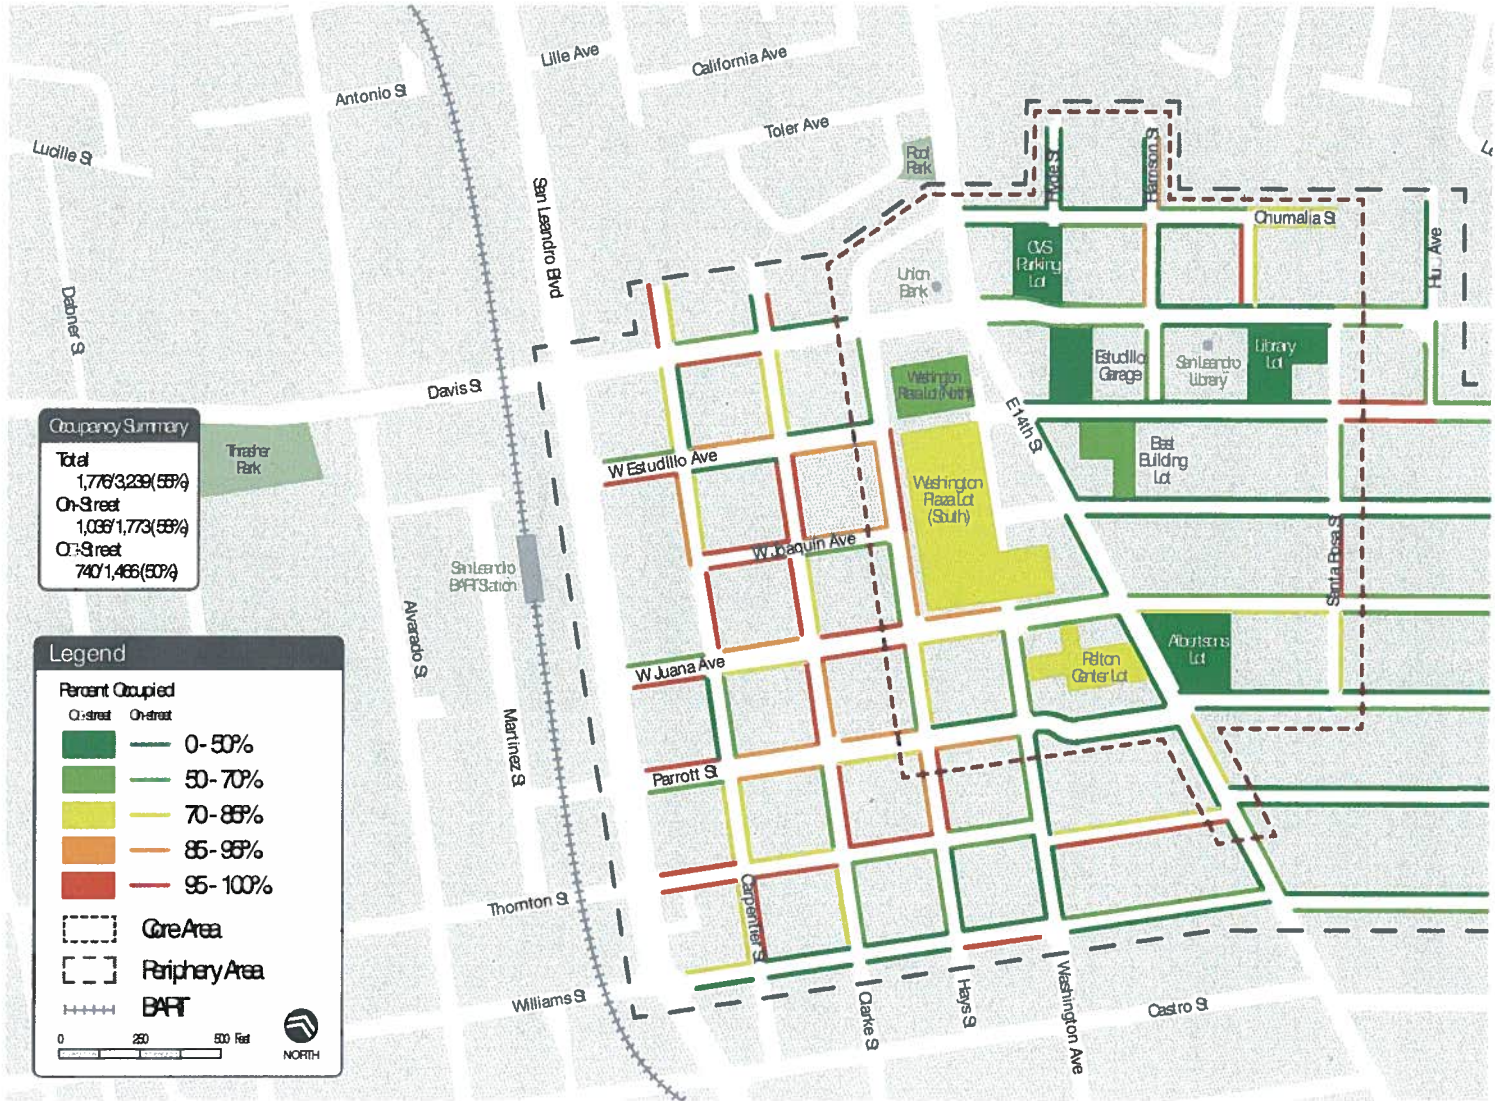 Lille Ave
California Ave
Antonio St
Toler Ave
Lucille St
Root
Park
Hyde St
Harrison St
San Leandro Blvd
Chumalia St
CVS
Parking
Lot
Union
Bank
Ave
Dabner St
Estudillo
Garage
San Leandro
Library
Library
Lot
Davis St
Washington
Plaza Lot (North)
E 14th St
Occupancy Summary
Total
1,776/3,239 (55%)
On-Street
1,036/1,773 (58%)
Off-Street
740/1,466 (50%)
Thrasher
Park
W Estudillo Ave
Washington
Plaza Lot
(South)
Best
Building
Lot
W Joaquin Ave
San Leandro
BART Station
Santa Rosa St
Alvarado St
W Juana Ave
Pelton
Center Lot
Albertsons
Lot
Martinez St
Parrott St
Legend
Percent Occupied
Off-street On-street
0 - 50%
50 - 70%
70 - 85%
85 - 95%
95 - 100%
Core Area
Periphery Area
BART
0 250 500 Feet
NORTH
Thornton St
Carpentier St
Williams St
Clarke St
Hays St
Washington Ave
Castro St